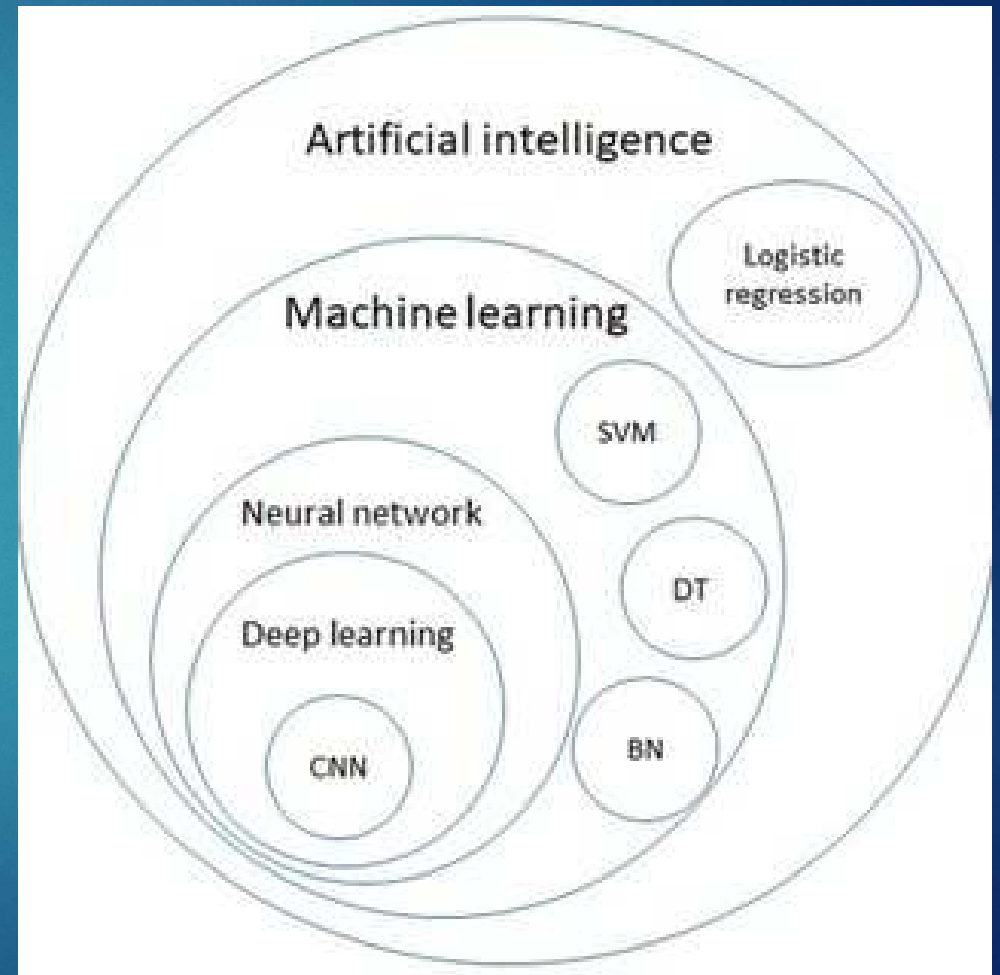 Artificial intelligence
Logistic
regression
Machine learning
SVM
Neural network
DT
Deep learning
BN
CNN